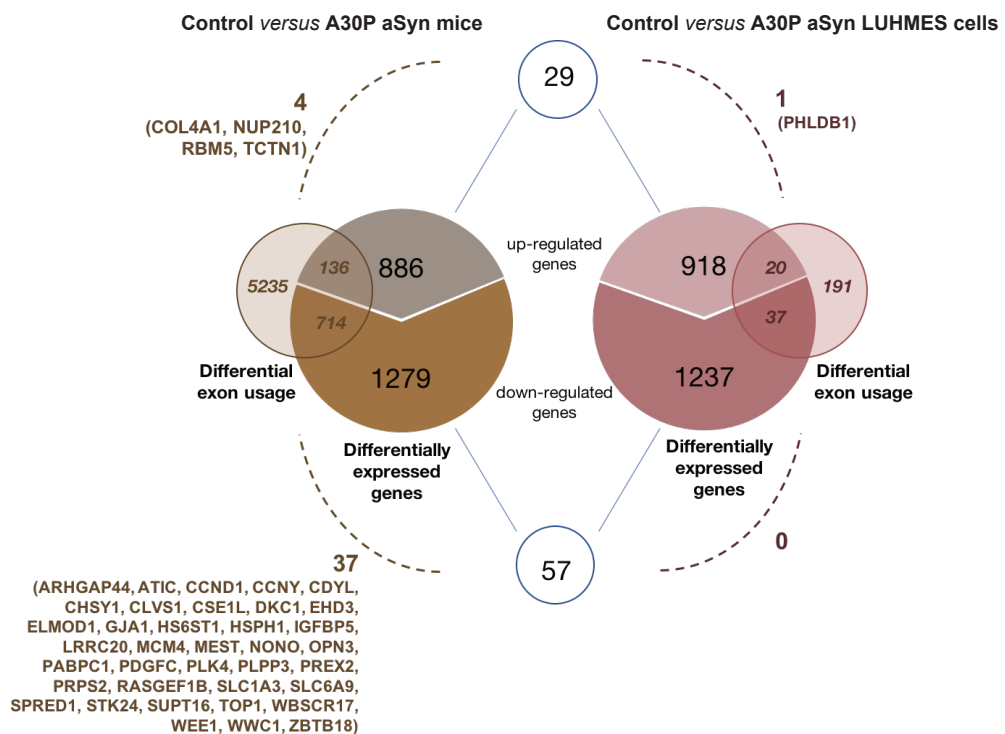 Control versus A30P aSyn mice
Control versus A30P aSyn LUHMES cells
29
4
(COL4A1, NUP210,
RBM5, TCTN1)
1
(PHLDB1)
up-regulated
genes
5235
136
886
714
1279
918
20
191
37
1237
Differential
exon usage
down-regulated
genes
Differential
exon usage
Differentially
expressed
genes
Differentially
expressed
genes
57
0
37
(ARHGAP44, ATIC, CCND1, CCNY, CDYL,
CHSY1, CLVS1, CSE1L, DKC1, EHD3,
ELMOD1, GJA1, HS6ST1, HSPH1, IGFBP5,
LRRC20, MCM4, MEST, NONO, OPN3,
PABPC1, PDGFC, PLK4, PLPP3, PREX2,
PRPS2, RASGEF1B, SLC1A3, SLC6A9,
SPRED1, STK24, SUPT16, TOP1, WBSCR17,
WEE1, WWC1, ZBTB18)